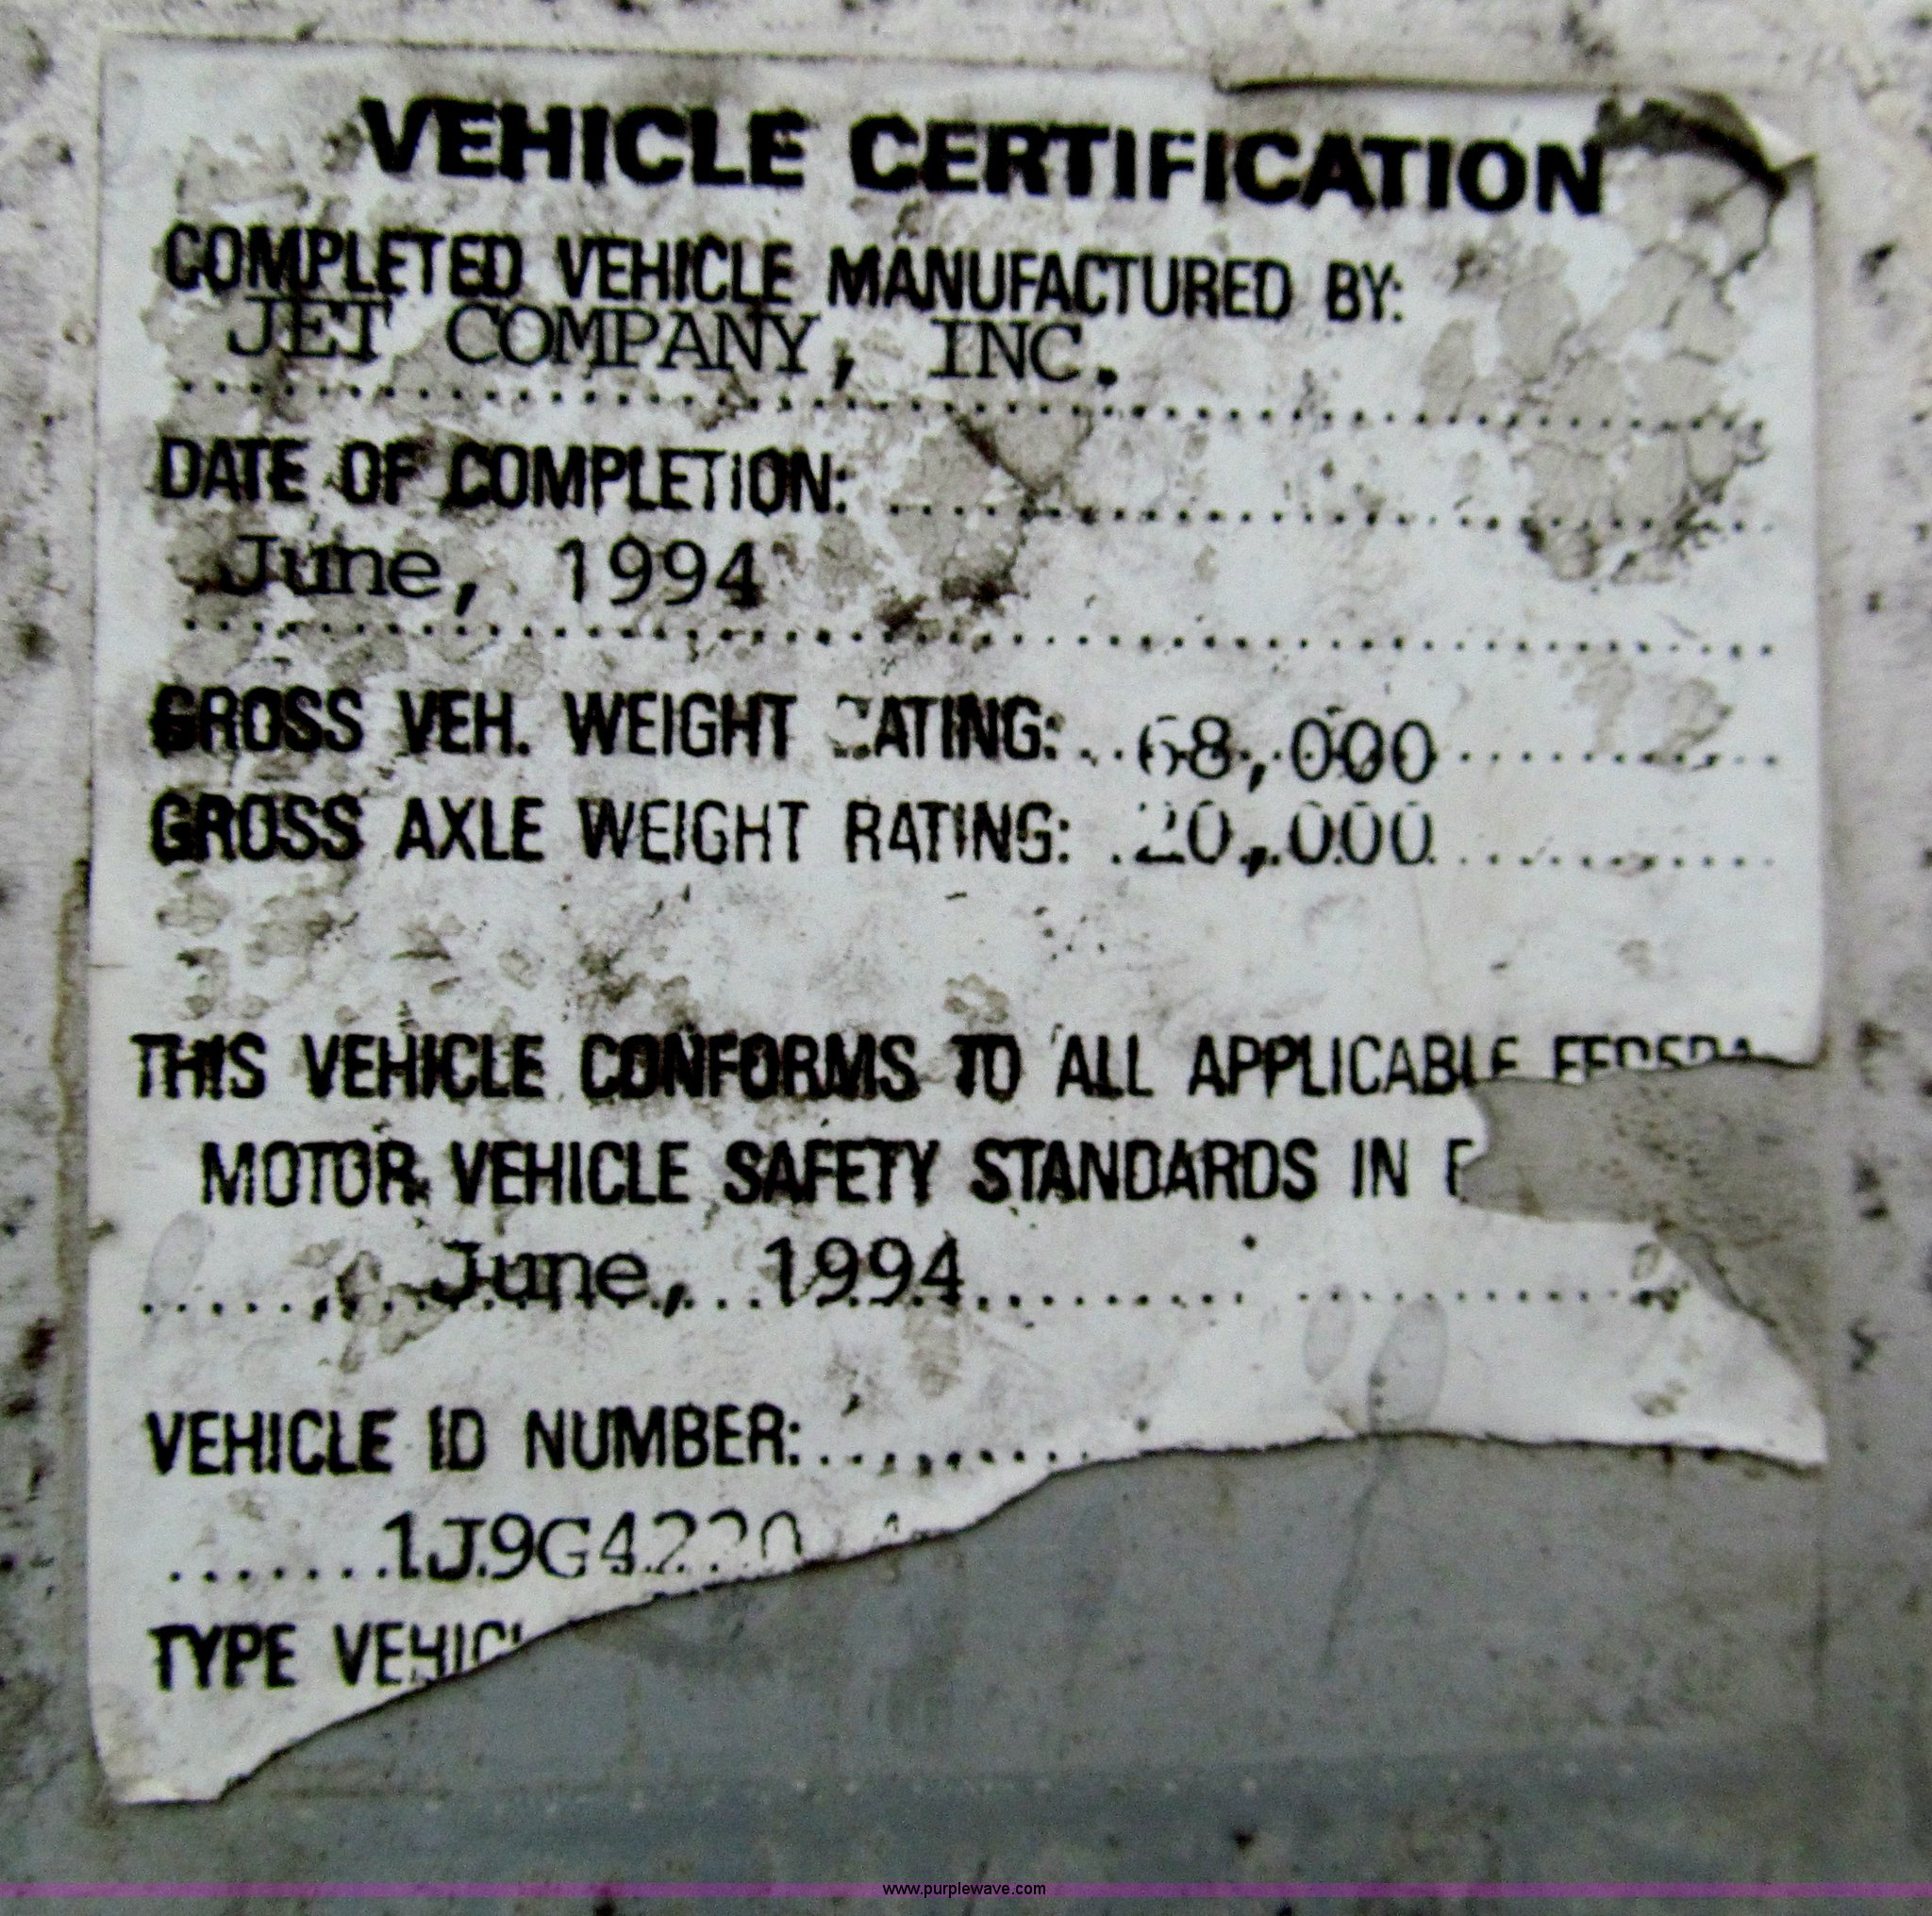 VEHICLE CERTIFICATION
COMPLETED VEHICLE MANUFACTURED BY:
JET COMPANY, INC.
DATE OF COMPLETION:
June, 1994
GROSS VEH. WEIGHT RATING: 68,000
GROSS AXLE WEIGHT RATING: 20,000
THIS VEHICLE CONFORMS TO ALL APPLICABLE FEDERA
MOTOR VEHICLE SAFETY STANDARDS IN
June, 1994
VEHICLE ID NUMBER:
1J9G4220
TYPE VEHIC
www.purplewave.com